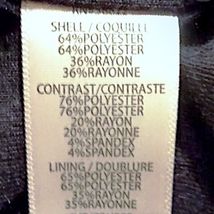 SHELL / COQUILLE
64%POLYESTER
64%POLYESTER
36%RAYON
36%RAYONNE
CONTRAST/CONTRASTE
76%POLYESTER
76%POLYESTER
20%RAYON
20%RAYONNE
4%SPANDEX
4%SPANDEX
LINING / DOUBLURE
65%POLYESTER
65%POLYESTER
35%RAYON
35%RAYONNE